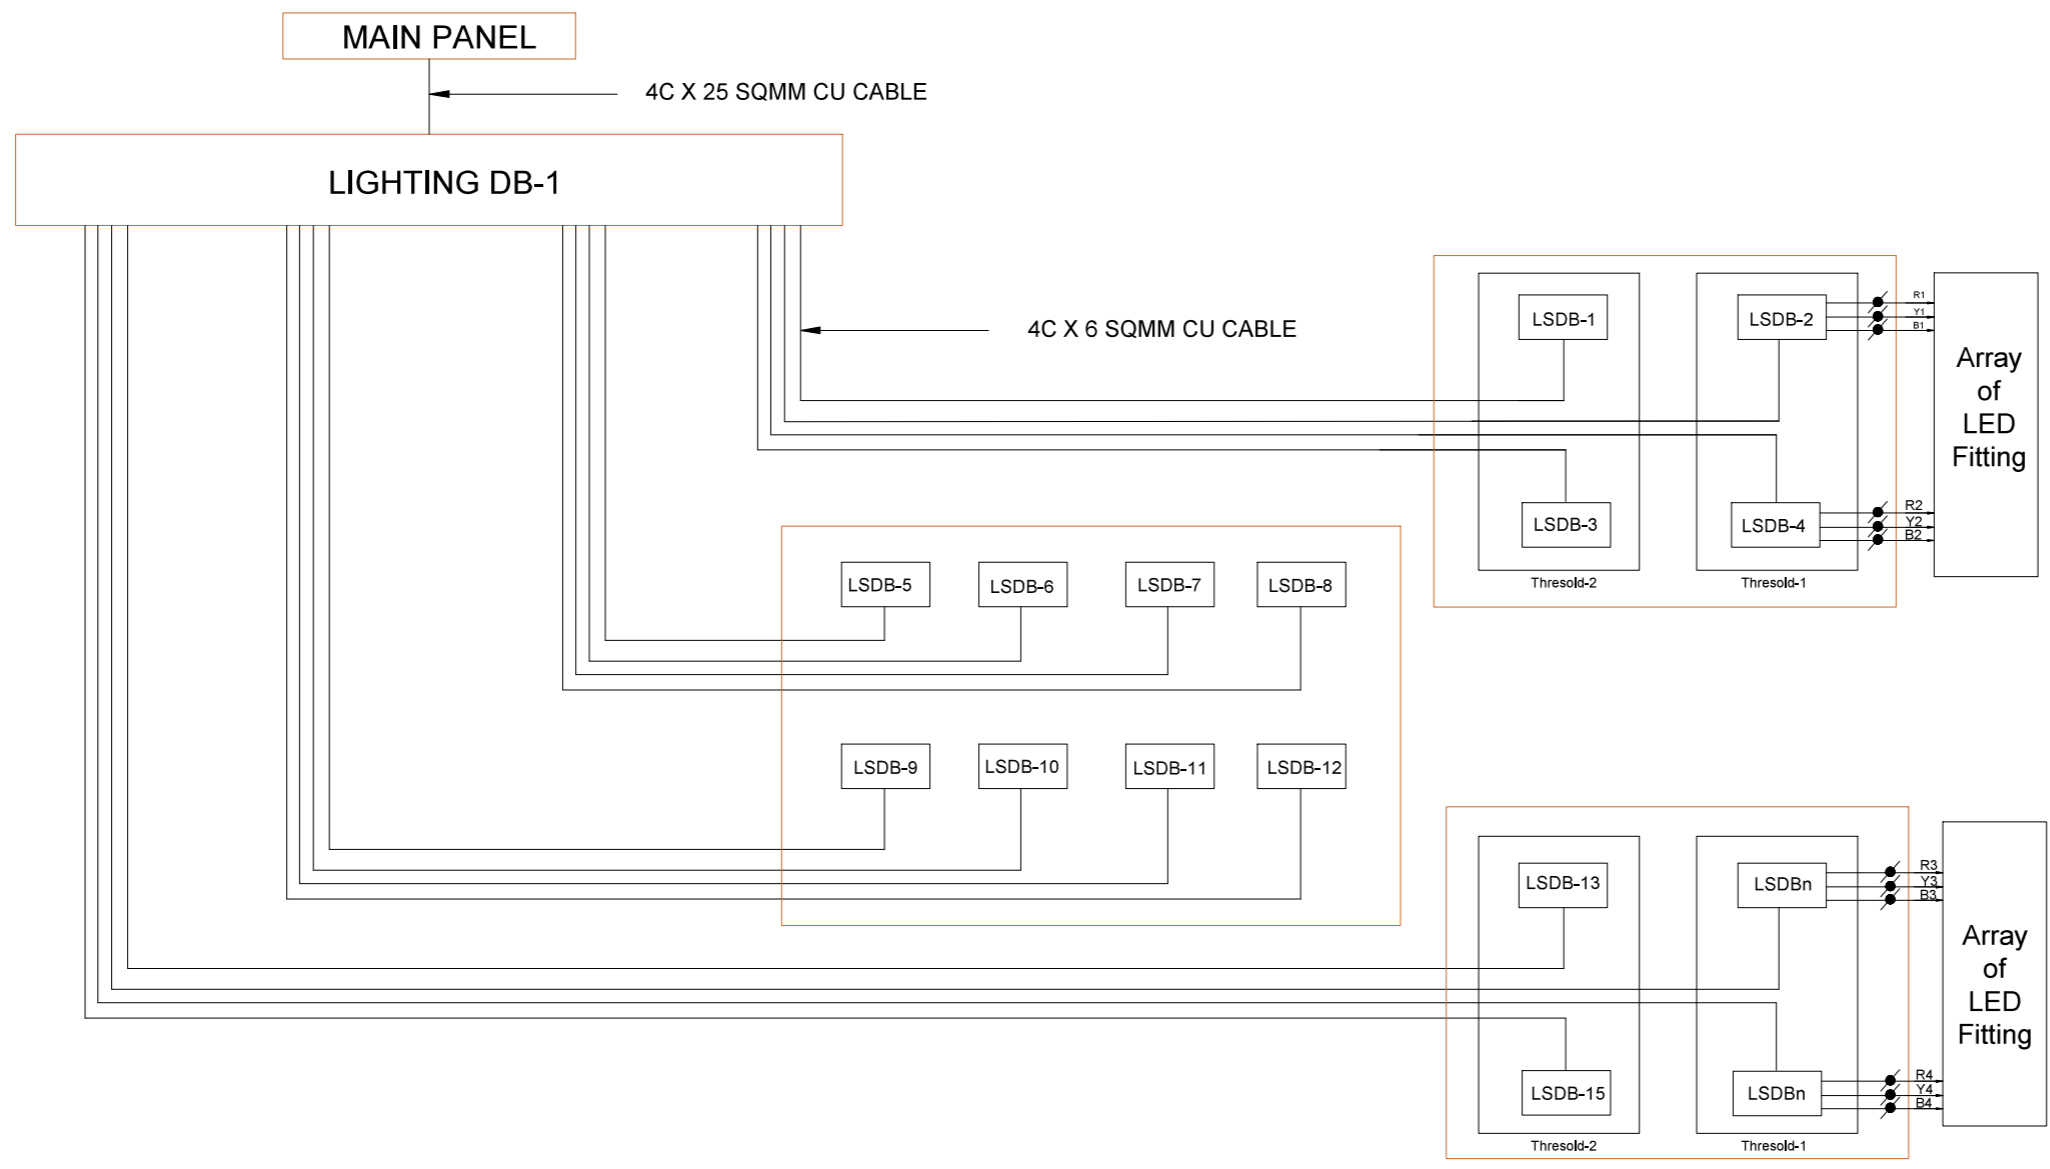 MAIN PANEL
4C X 25 SQMM CU CABLE
LIGHTING DB-1
4C X 6 SQMM CU CABLE
LSDB-1
LSDB-2
R1
Y1
B1
Array
of
LED
Fitting
LSDB-3
LSDB-4
R2
Y2
B2
Thresold-2
Thresold-1
LSDB-5
LSDB-6
LSDB-7
LSDB-8
LSDB-9
LSDB-10
LSDB-11
LSDB-12
LSDB-13
LSDBn
R3
Y3
B3
Array
of
LED
Fitting
LSDB-15
LSDBn
R4
Y4
B4
Thresold-2
Thresold-1